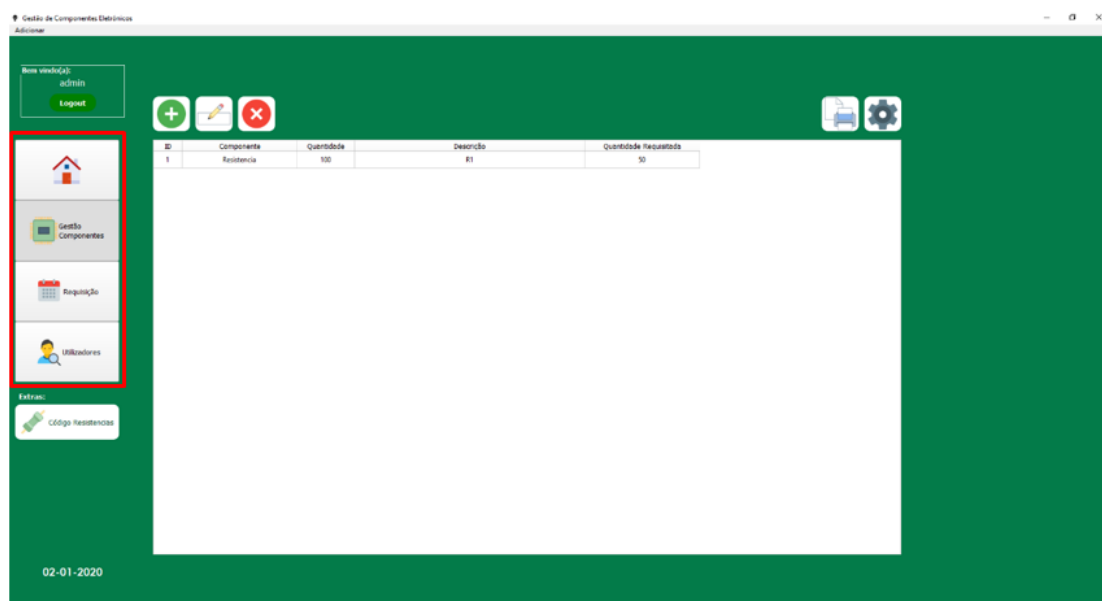 Gestão de Componentes Eletrónicos
Adicionar
Bem vindo(a):
admin
Logout
ID Componente Quantidade Descrição Quantidade Requisitada
1 Resistencia 100 R1 50
Gestão
Componentes
Requisição
Utilizadores
Extras:
Código Resistencias
02-01-2020